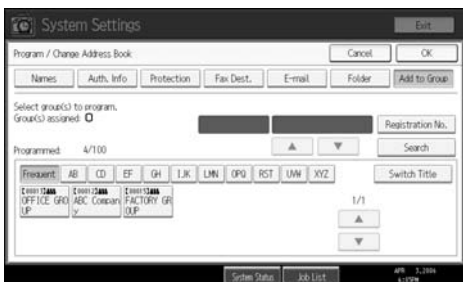 System Settings
Exit
Program / Change Address Book
Cancel
OK
Names
Auth. Info
Protection
Fax Dest.
E-mail
Folder
Add to Group
Select group(s) to program.
Group(s) assigned: 0
Registration No.
Programmed: 4/100
▲
▼
Search
Frequent
AB
CD
EF
GH
IJK
LMN
OPQ
RST
UVW
XYZ
Switch Title
OFFICE GRO
UP
ABC Compan
y
FACTORY GR
OUP
1/1
▲
▼
System Status
Job List